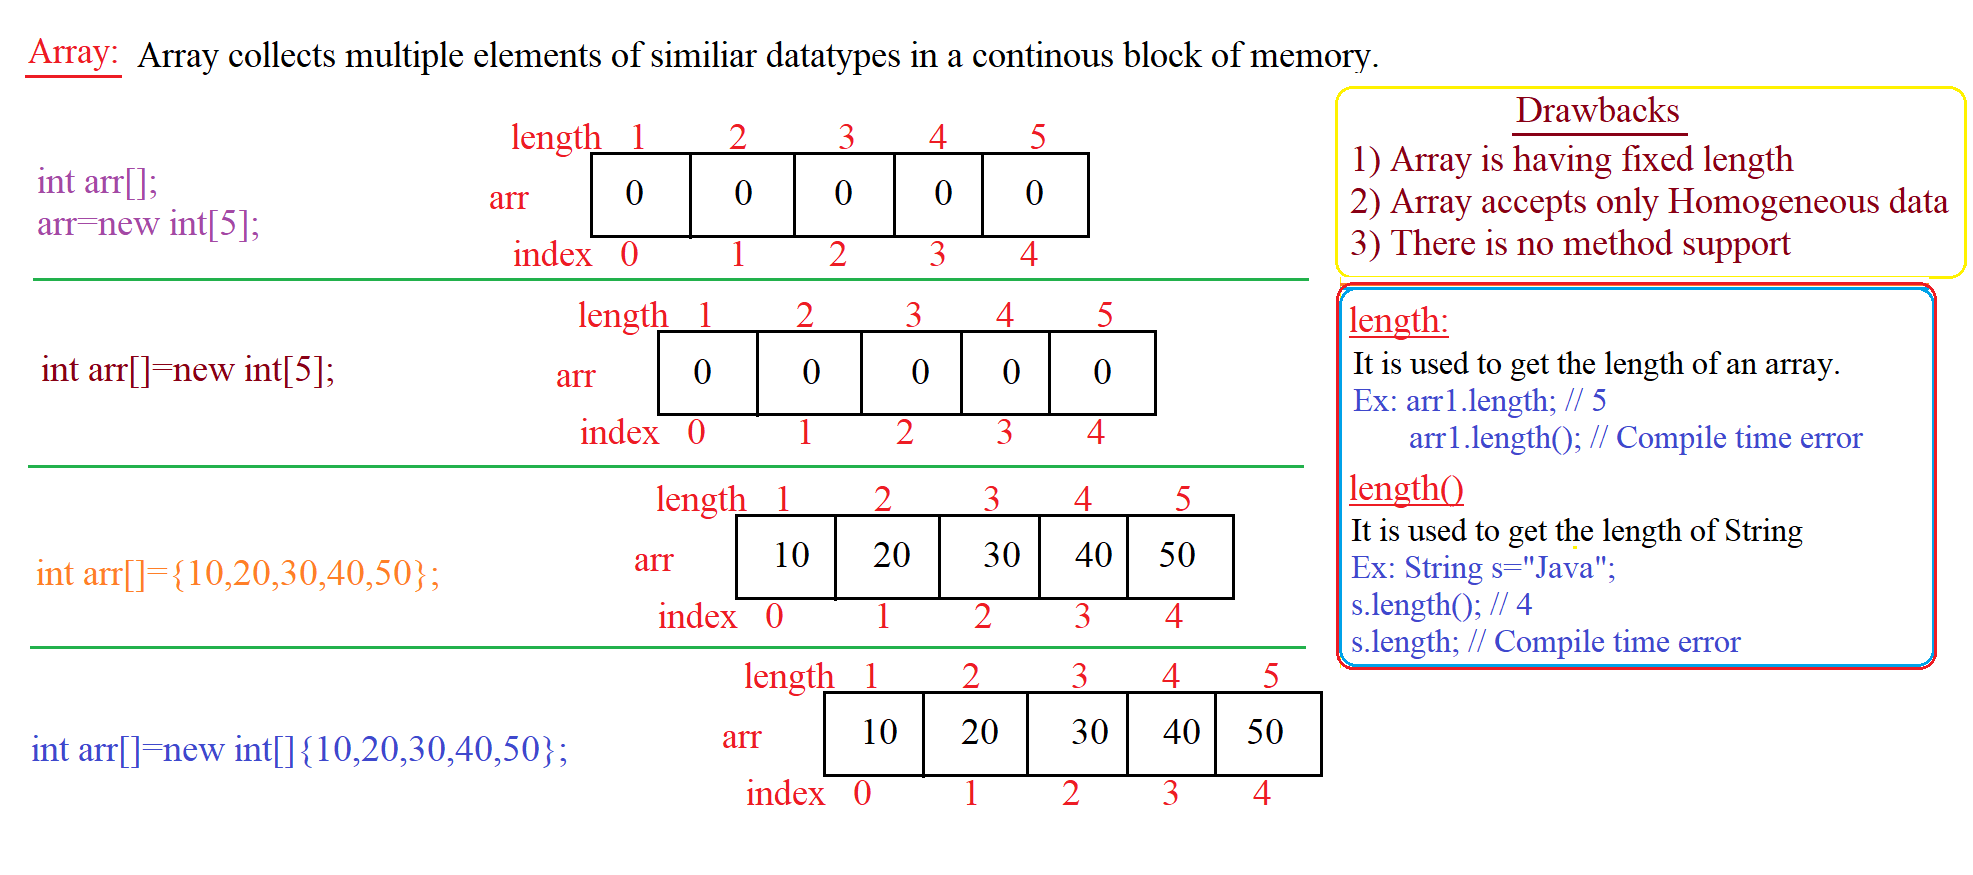 Array: Array collects multiple elements of similiar datatypes in a continous block of memory.
length 1 2 3 4 5
int arr[];
arr=new int[5];
arr 0 0 0 0 0
index 0 1 2 3 4
length 1 2 3 4 5
int arr[]=new int[5];
arr 0 0 0 0 0
index 0 1 2 3 4
length 1 2 3 4 5
int arr[]={10,20,30,40,50};
arr 10 20 30 40 50
index 0 1 2 3 4
length 1 2 3 4 5
int arr[]=new int[]{10,20,30,40,50};
arr 10 20 30 40 50
index 0 1 2 3 4
Drawbacks
1) Array is having fixed length
2) Array accepts only Homogeneous data
3) There is no method support
length:
It is used to get the length of an array.
Ex: arr1.length; // 5
arr1.length(); // Compile time error
length()
It is used to get the length of String
Ex: String s="Java";
s.length(); // 4
s.length; // Compile time error